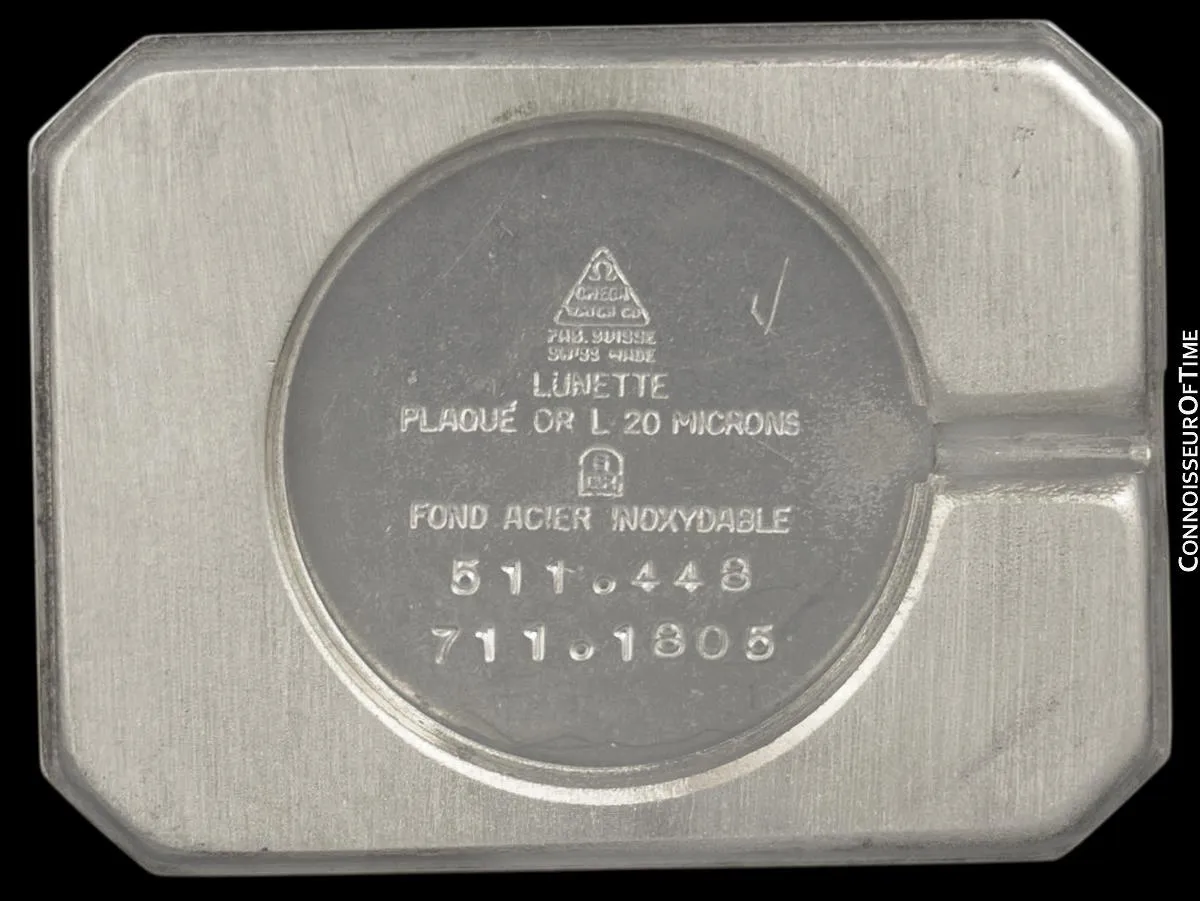 Ω
OMEGA
WATCH CO
FAB. SUISSE
SWISS MADE
LUNETTE
PLAQUÉ OR L 20 MICRONS
FOND ACIER INOXYDABLE
511.448
711.1805
CONNOISSEUROFTIME